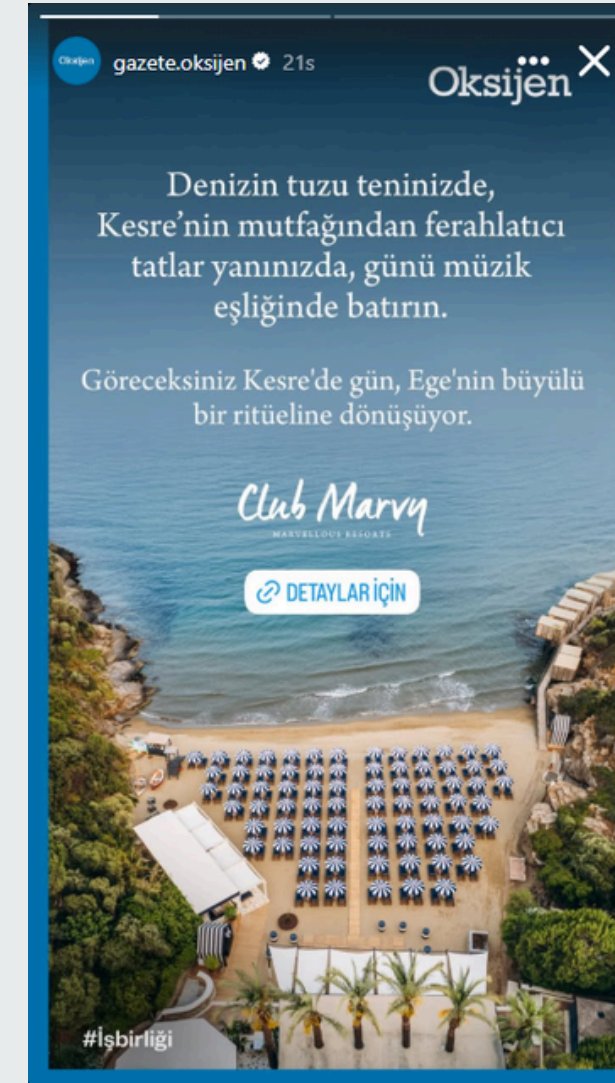 Oksijen
gazete.oksijen 21s
Oksijen
Denizin tuzu teninizde,
Kesre’nin mutfağından ferahlatıcı
tatlar yanınızda, günü müzik
eşliğinde batırın.
Göreceksiniz Kesre'de gün, Ege'nin büyülü
bir ritüeline dönüşüyor.
Club Marvy
MARVELLOUS RESORTS
DETAYLAR İÇİN
#İşbirliği